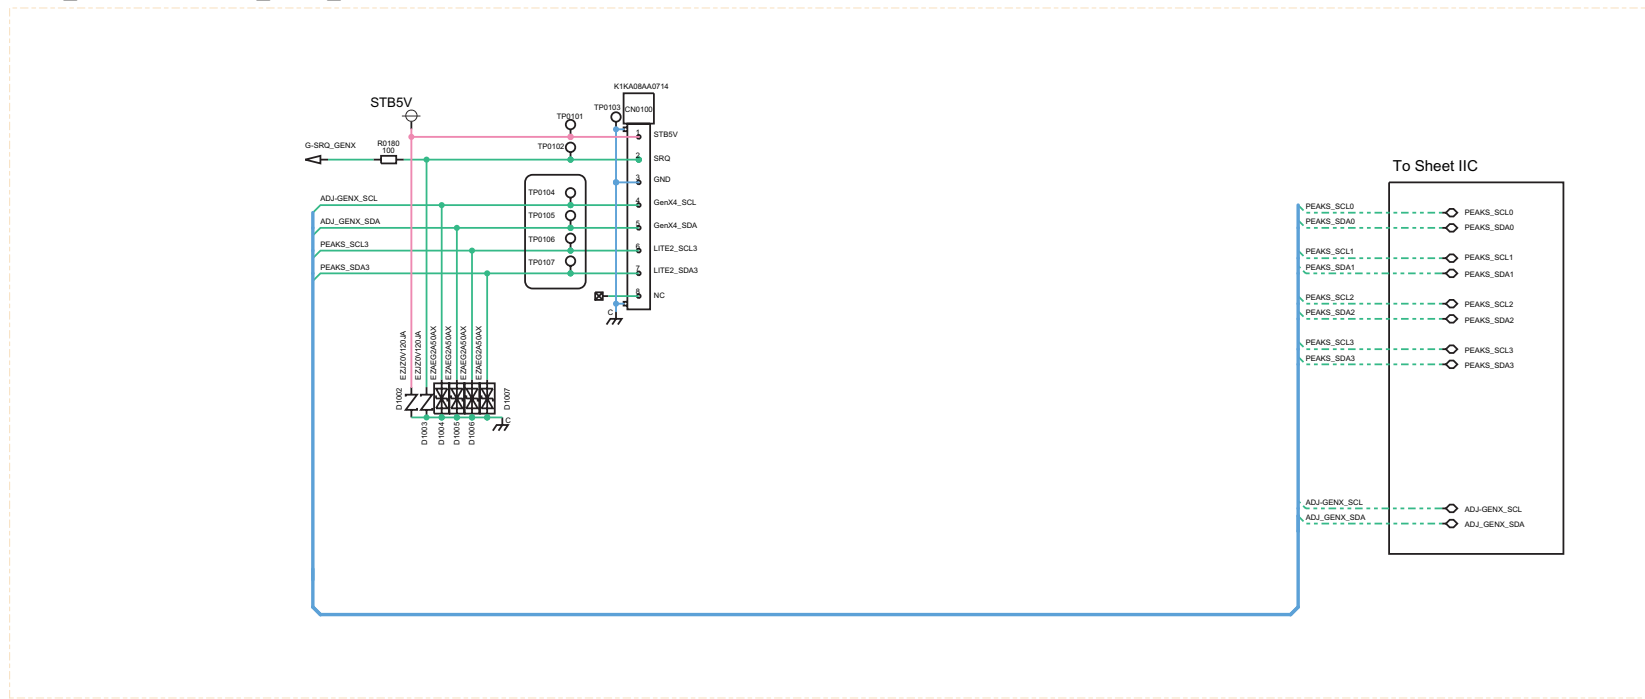 K1KA08AA0714
STB5V
TP0103
CN0100
TP0101
1
STB5V
G-SRQ_GENX
R0180
100
TP0102
2
SRQ
3
GND
To Sheet IIC
TP0104
ADJ-GENX_SCL
4
GenX4_SCL
TP0105
ADJ_GENX_SDA
5
GenX4_SDA
TP0106
PEAKS_SCL3
6
LITE2_SCL3
TP0107
PEAKS_SDA3
7
LITE2_SDA3
8
NC
C
EZJZ0V120JA
EZJZ0V120JA
EZAEG2A50AX
EZAEG2A50AX
EZAEG2A50AX
EZAEG2A50AX
D1002
D1003
D1004
D1005
D1006
D1007
C
PEAKS_SCL0
PEAKS_SCL0
PEAKS_SDA0
PEAKS_SDA0
PEAKS_SCL1
PEAKS_SCL1
PEAKS_SDA1
PEAKS_SDA1
PEAKS_SCL2
PEAKS_SCL2
PEAKS_SDA2
PEAKS_SDA2
PEAKS_SCL3
PEAKS_SCL3
PEAKS_SDA3
PEAKS_SDA3
ADJ-GENX_SCL
ADJ-GENX_SCL
ADJ_GENX_SDA
ADJ_GENX_SDA